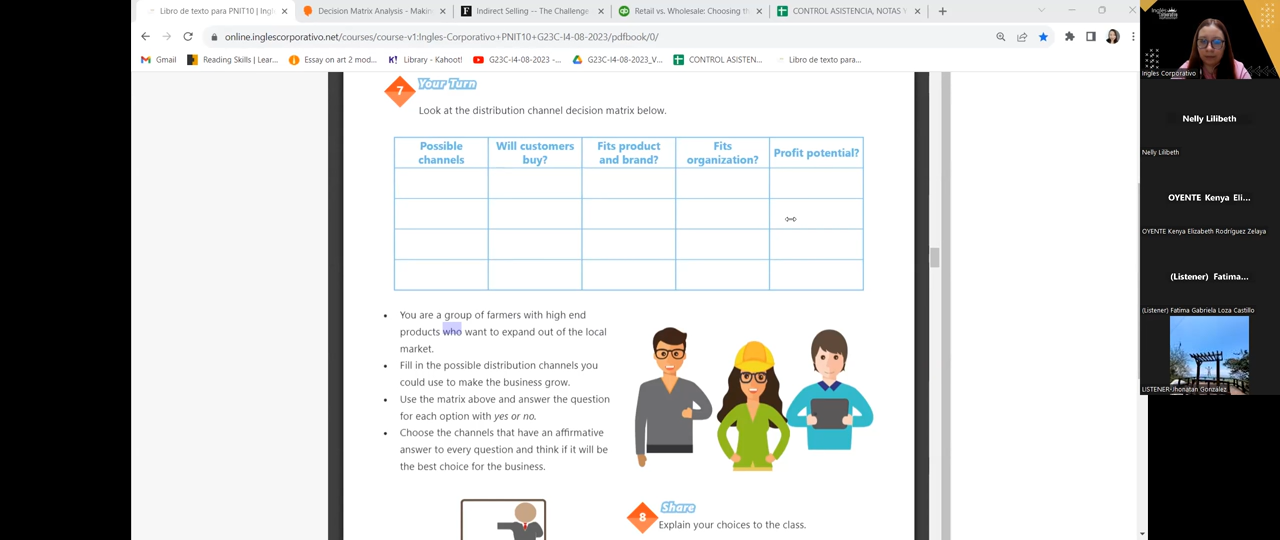 Libro de texto para PNIT10 | Ingl
Decision Matrix Analysis - Makin
Indirect Selling -- The Challenge
Retail vs. Wholesale: Choosing th
CONTROL ASISTENCIA, NOTAS Y
online.inglescorporativo.net/courses/course-v1:Ingles-Corporativo+PNIT10+G23C-I4-08-2023/pdfbook/0/
Gmail
Reading Skills | Lear...
Essay on art 2 mod...
Library - Kahoot!
G23C-I4-08-2023 -...
G23C-I4-08-2023_V...
CONTROL ASISTEN...
Libro de texto para...
7 Your Turn
Look at the distribution channel decision matrix below.
Possible channels
Will customers buy?
Fits product and brand?
Fits organization?
Profit potential?
• You are a group of farmers with high end
products who want to expand out of the local
market.
• Fill in the possible distribution channels you
could use to make the business grow.
• Use the matrix above and answer the question
for each option with yes or no.
• Choose the channels that have an affirmative
answer to every question and think if it will be
the best choice for the business.
8 Share
Explain your choices to the class.
Ingles Corporativo
Nelly Lilibeth
Nelly Lilibeth
OYENTE Kenya Eli...
OYENTE Kenya Elizabeth Rodríguez Zelaya
(Listener) Fatima...
(Listener) Fatima Gabriela Loza Castillo
LISTENER-Jhonatan Gonzalez